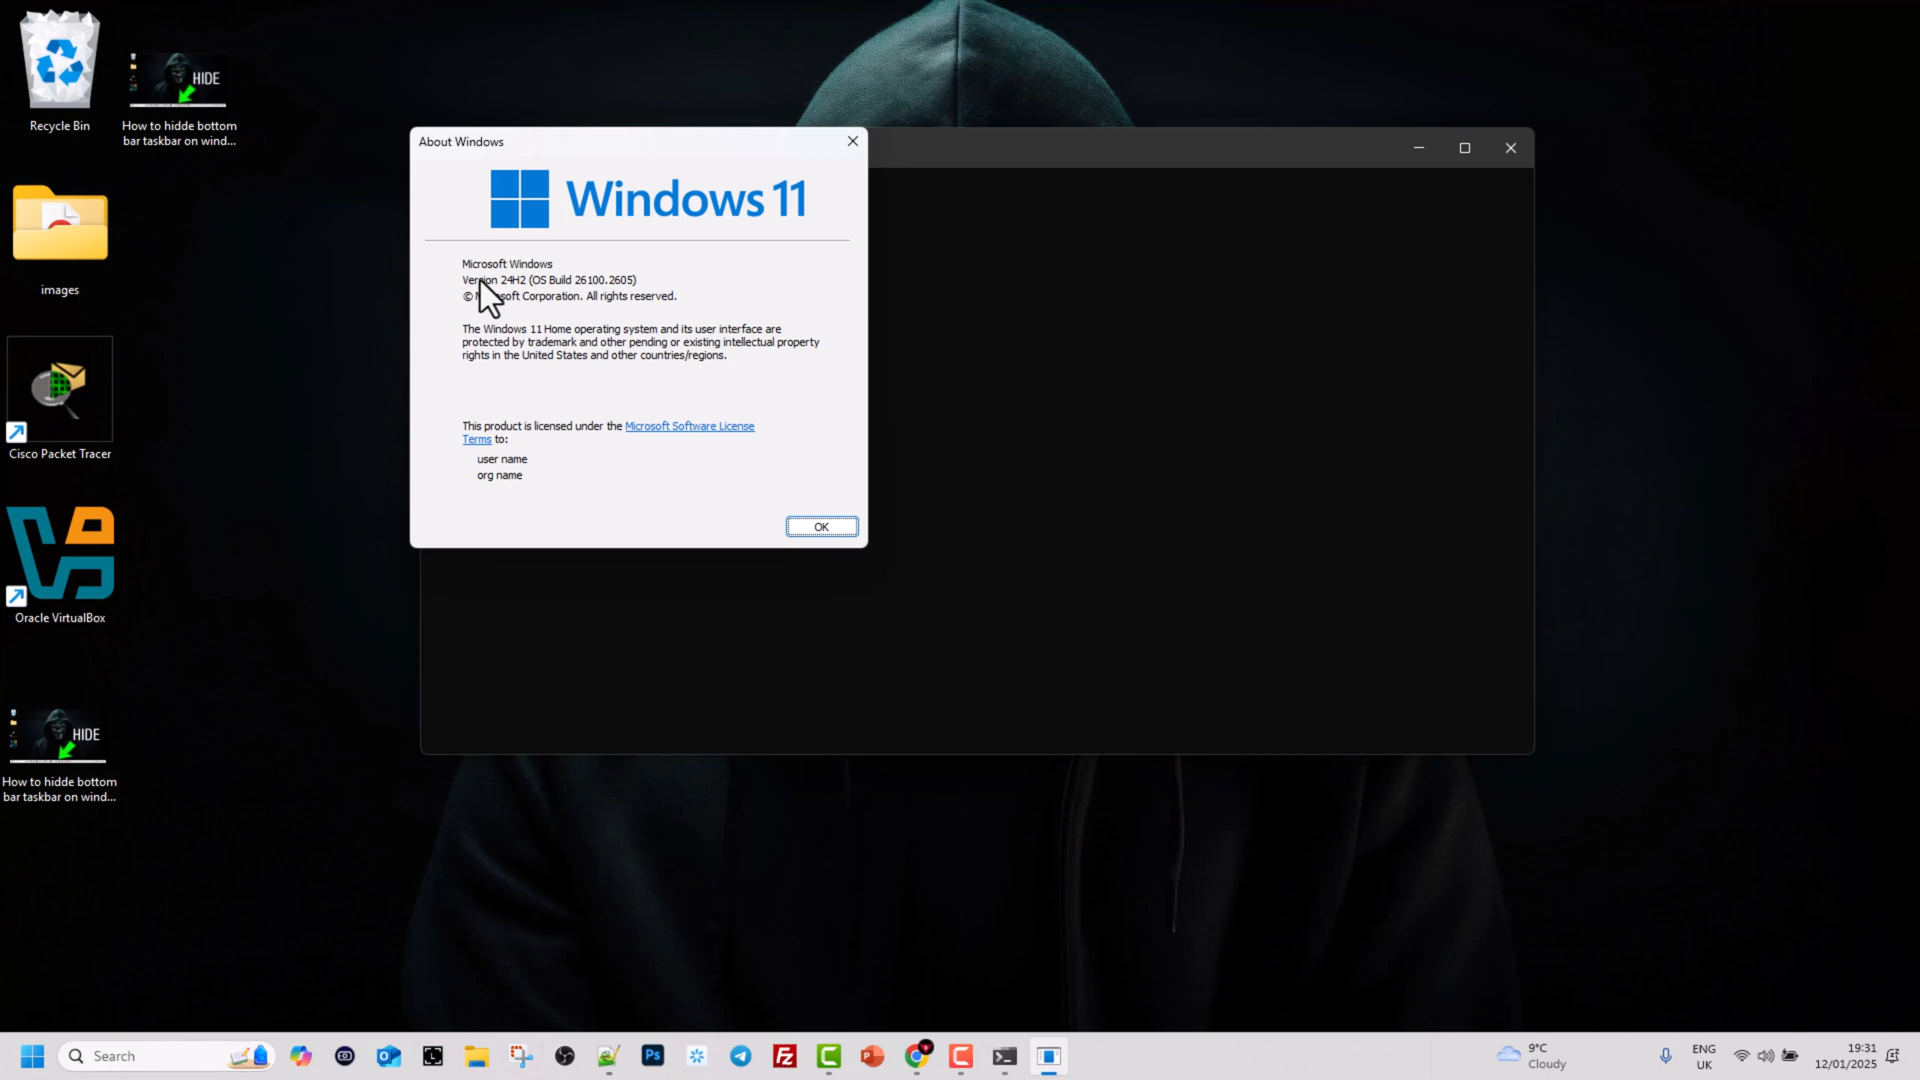 Recycle Bin
HIDE
How to hidde bottom
bar taskbar on wind...
images
Cisco Packet Tracer
Oracle VirtualBox
HIDE
How to hidde bottom
bar taskbar on wind...
About Windows
Windows 11
Microsoft Windows
Version 24H2 (OS Build 26100.2605)
© Corporation. All rights reserved.
The Windows 11 Home operating system and its user interface are
protected by trademark and other pending or existing intellectual property
rights in the United States and other countries/regions.
This product is licensed under the Microsoft Software License
Terms to:
user name
org name
OK
Search
Ps
Fz
9°C
Cloudy
ENG
UK
19:31
12/01/2025